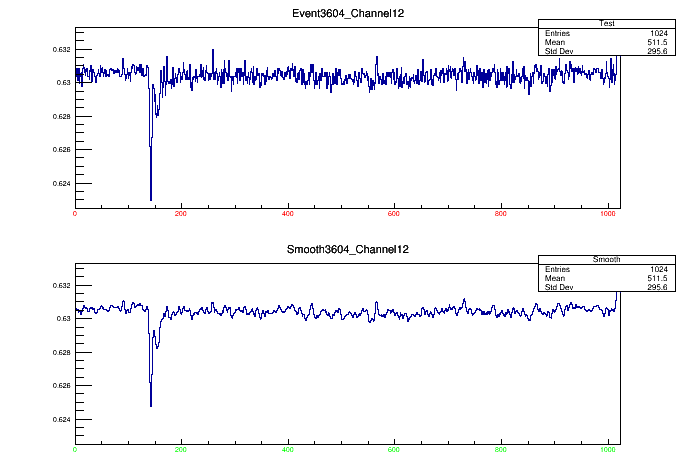 Event3604_Channel12
Test
Entries 1024
Mean 511.5
Std Dev 295.6
0.632
0.63
0.628
0.626
0.624
0 200 400 600 800 1000
Smooth3604_Channel12
Smooth
Entries 1024
Mean 511.5
Std Dev 295.6
0.632
0.63
0.628
0.626
0.624
0 200 400 600 800 1000